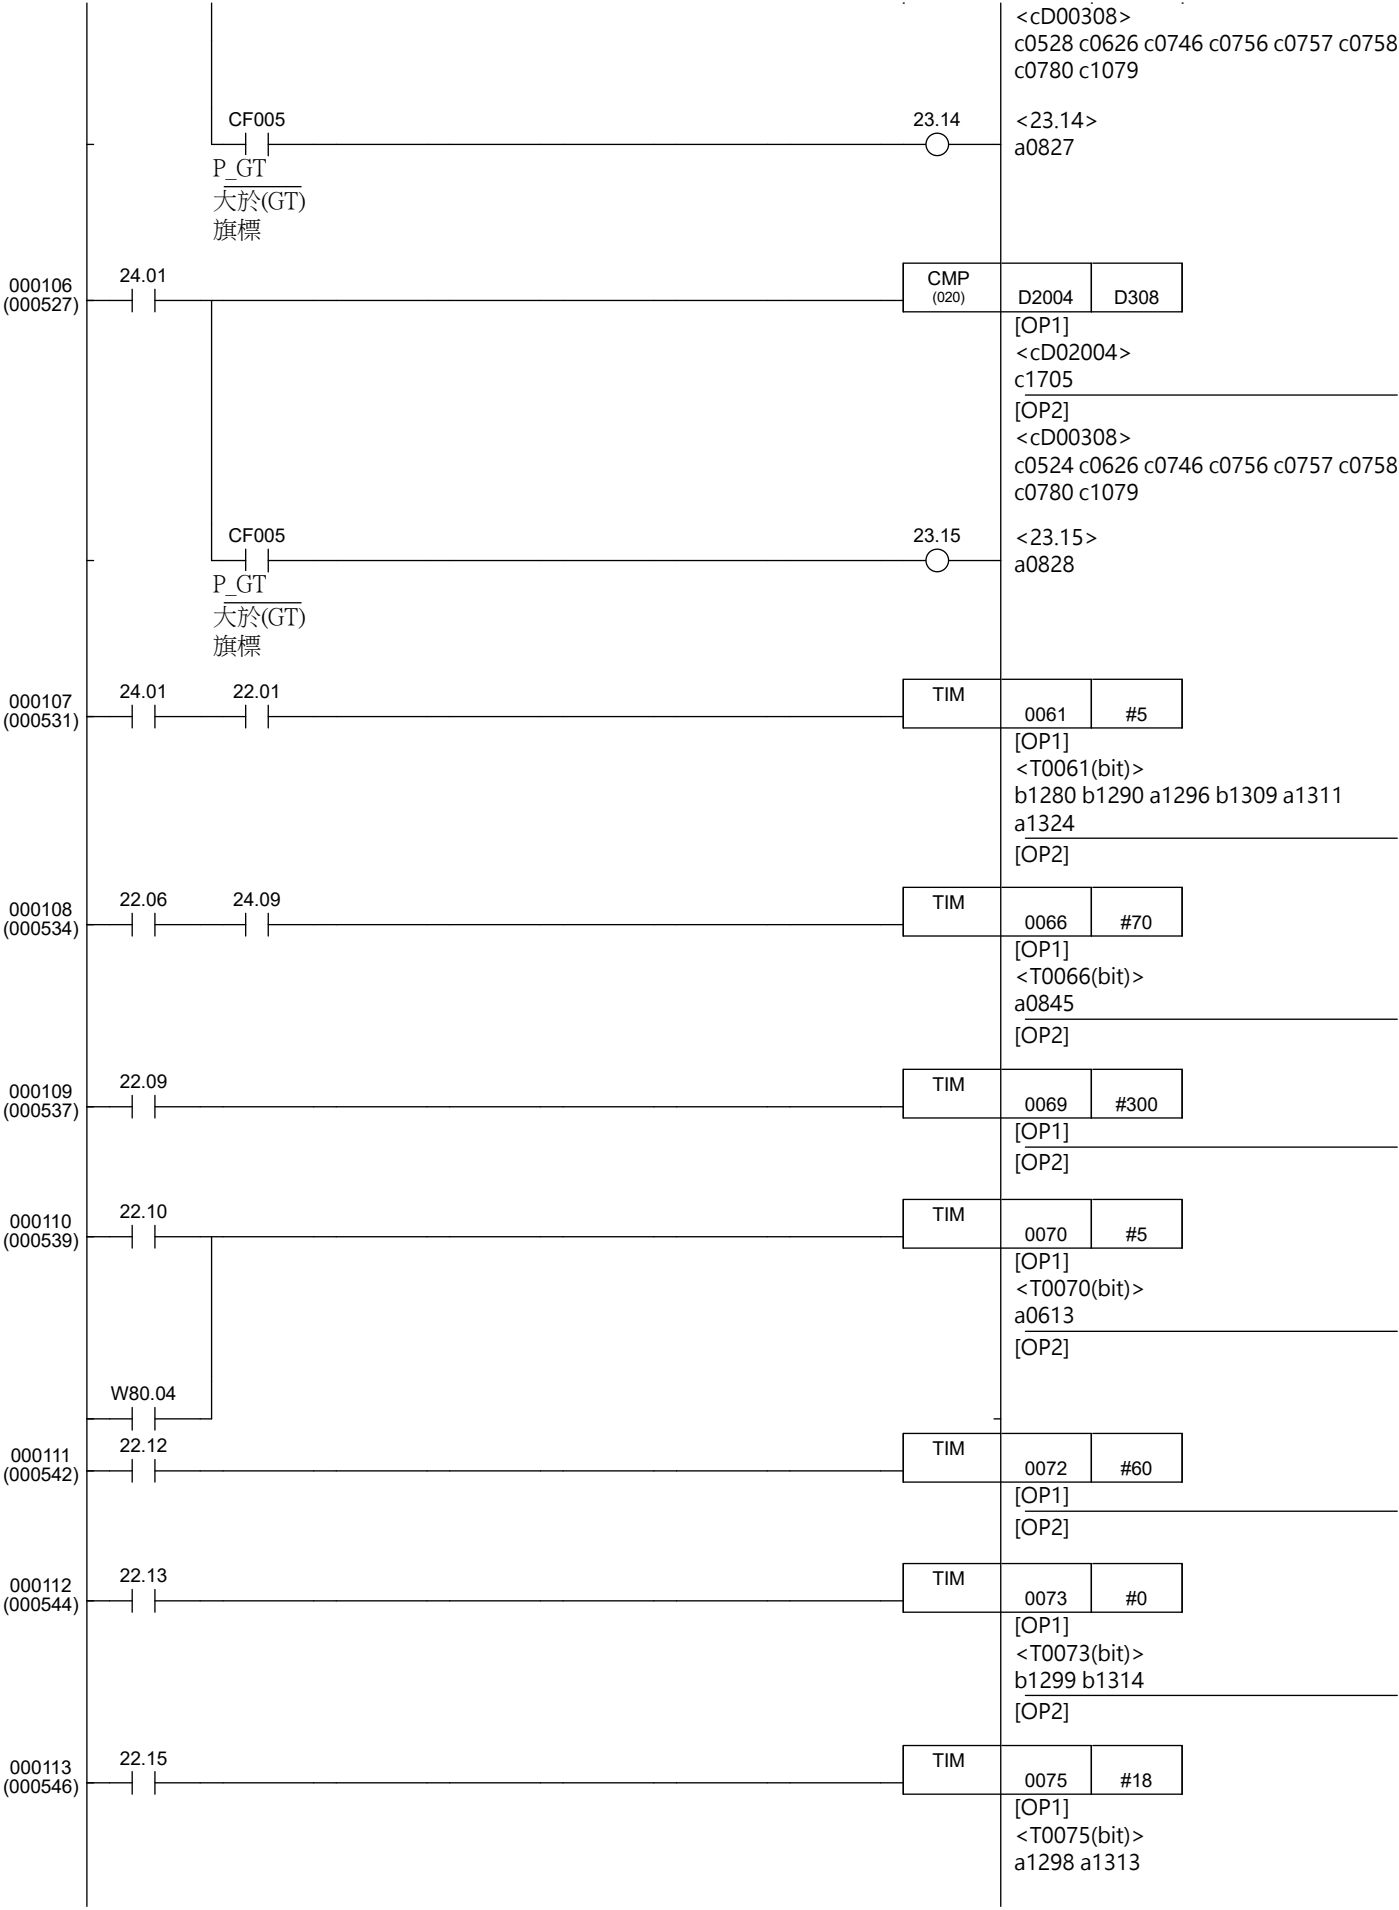 <cD00308>
c0528 c0626 c0746 c0756 c0757 c0758
c0780 c1079
CF005
23.14
<23.14>
a0827
P_GT
大於(GT)
旗標
000106
(000527)
24.01
CMP
(020)
D2004
D308
[OP1]
<cD02004>
c1705
[OP2]
<cD00308>
c0524 c0626 c0746 c0756 c0757 c0758
c0780 c1079
CF005
23.15
<23.15>
a0828
P_GT
大於(GT)
旗標
000107
(000531)
24.01
22.01
TIM
0061
#5
[OP1]
<T0061(bit)>
b1280 b1290 a1296 b1309 a1311
a1324
[OP2]
000108
(000534)
22.06
24.09
TIM
0066
#70
[OP1]
<T0066(bit)>
a0845
[OP2]
000109
(000537)
22.09
TIM
0069
#300
[OP1]
[OP2]
000110
(000539)
22.10
TIM
0070
#5
[OP1]
<T0070(bit)>
a0613
[OP2]
W80.04
000111
(000542)
22.12
TIM
0072
#60
[OP1]
[OP2]
000112
(000544)
22.13
TIM
0073
#0
[OP1]
<T0073(bit)>
b1299 b1314
[OP2]
000113
(000546)
22.15
TIM
0075
#18
[OP1]
<T0075(bit)>
a1298 a1313